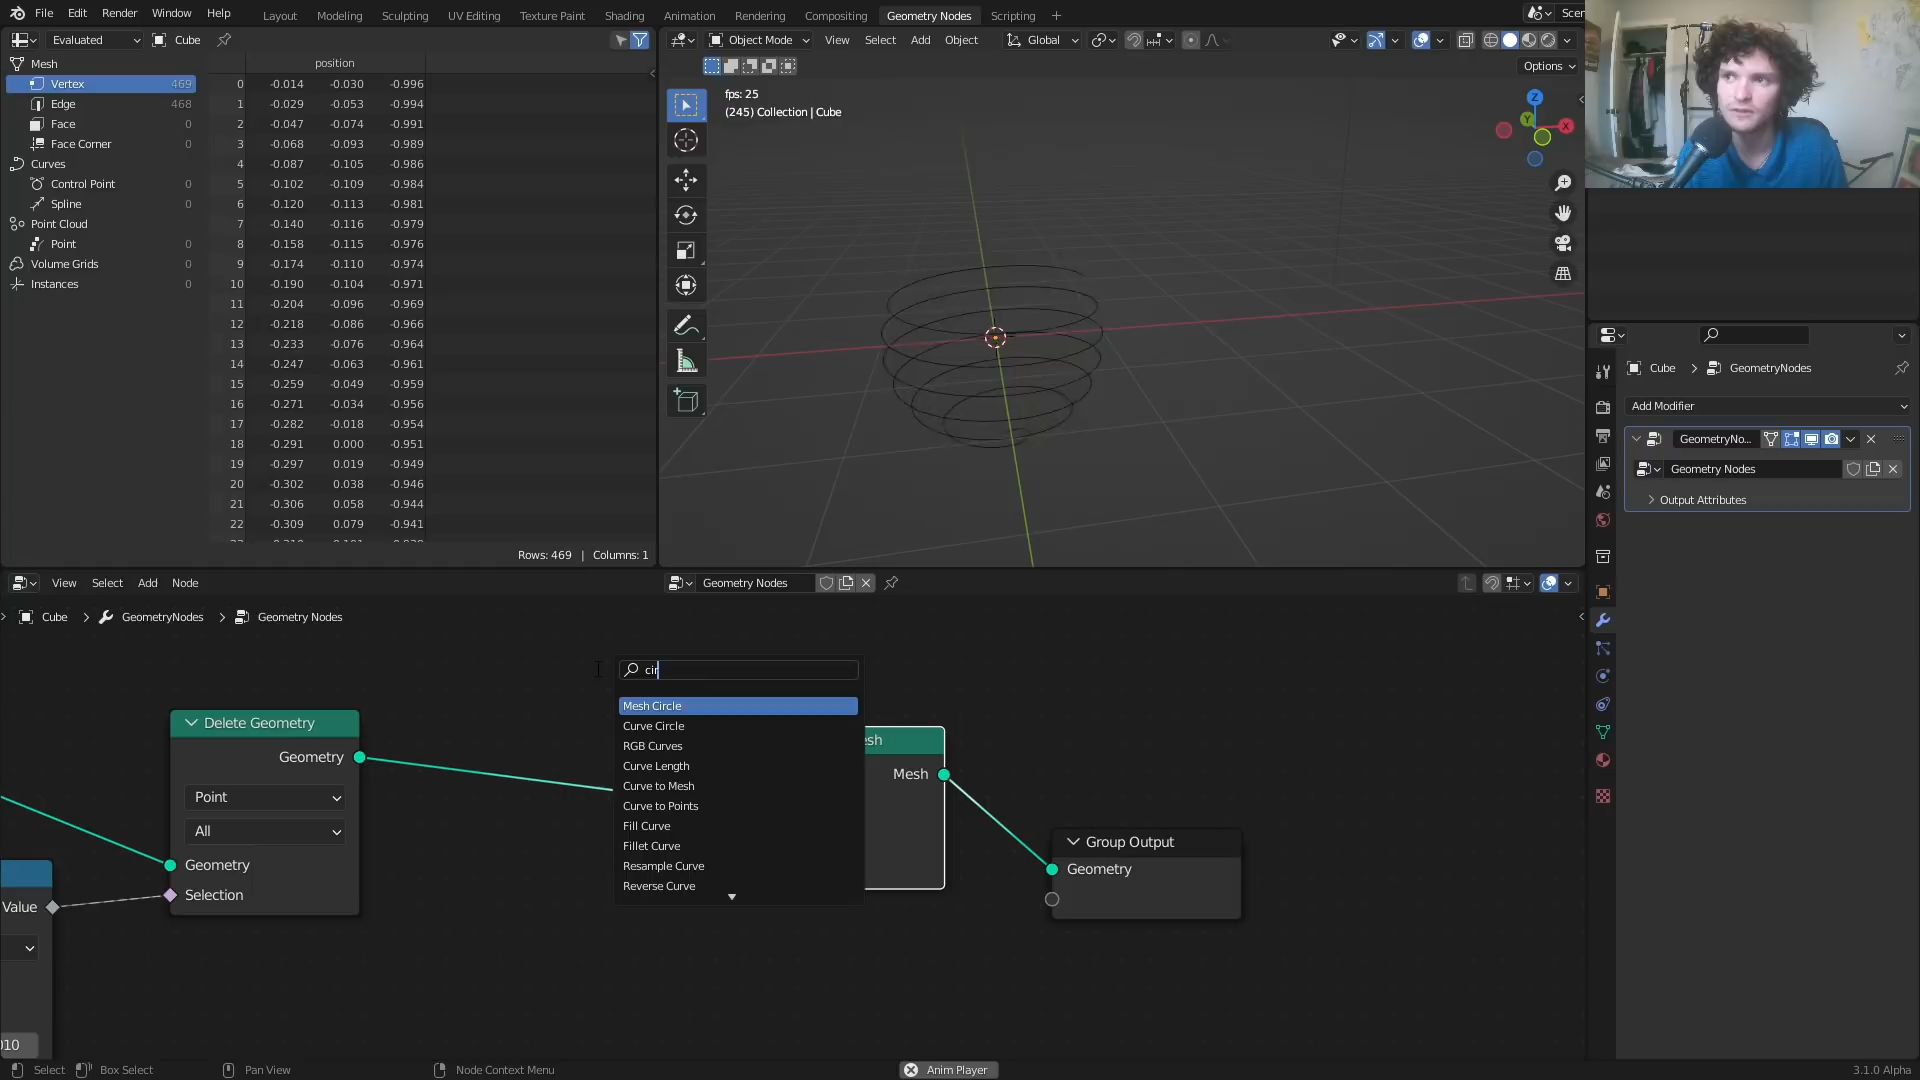 File Edit Render Window Help
Layout Modeling Sculpting UV Editing Texture Paint Shading Animation Rendering Compositing Geometry Nodes Scripting +
Scen
Evaluated Cube
Object Mode View Select Add Object Global
Options
Mesh
Vertex 469
Edge 468
Face 0
Face Corner 0
Curves
Control Point 0
Spline 0
Point Cloud
Point 0
Volume Grids 0
Instances 0
position
0 -0.014 -0.030 -0.996
1 -0.029 -0.053 -0.994
2 -0.047 -0.074 -0.991
3 -0.068 -0.093 -0.989
4 -0.087 -0.105 -0.986
5 -0.102 -0.109 -0.984
6 -0.120 -0.113 -0.981
7 -0.140 -0.116 -0.979
8 -0.158 -0.115 -0.976
9 -0.174 -0.110 -0.974
10 -0.190 -0.104 -0.971
11 -0.204 -0.096 -0.969
12 -0.218 -0.086 -0.966
13 -0.233 -0.076 -0.964
14 -0.247 -0.063 -0.961
15 -0.259 -0.049 -0.959
16 -0.271 -0.034 -0.956
17 -0.282 -0.018 -0.954
18 -0.291 0.000 -0.951
19 -0.297 0.019 -0.949
20 -0.302 0.038 -0.946
21 -0.306 0.058 -0.944
22 -0.309 0.079 -0.941
Rows: 469 | Columns: 1
fps: 25
(245) Collection | Cube
Z
Y
X
Cube GeometryNodes
Add Modifier
GeometryNo...
Geometry Nodes
Output Attributes
View Select Add Node
Geometry Nodes
Cube GeometryNodes Geometry Nodes
Delete Geometry
Geometry
Point
All
Geometry
Selection
Value
010
cir
Mesh Circle
Curve Circle
RGB Curves
Curve Length
Curve to Mesh
Curve to Points
Fill Curve
Fillet Curve
Resample Curve
Reverse Curve
esh
Mesh
Group Output
Geometry
Select Box Select Pan View Node Context Menu Anim Player 3.1.0 Alpha